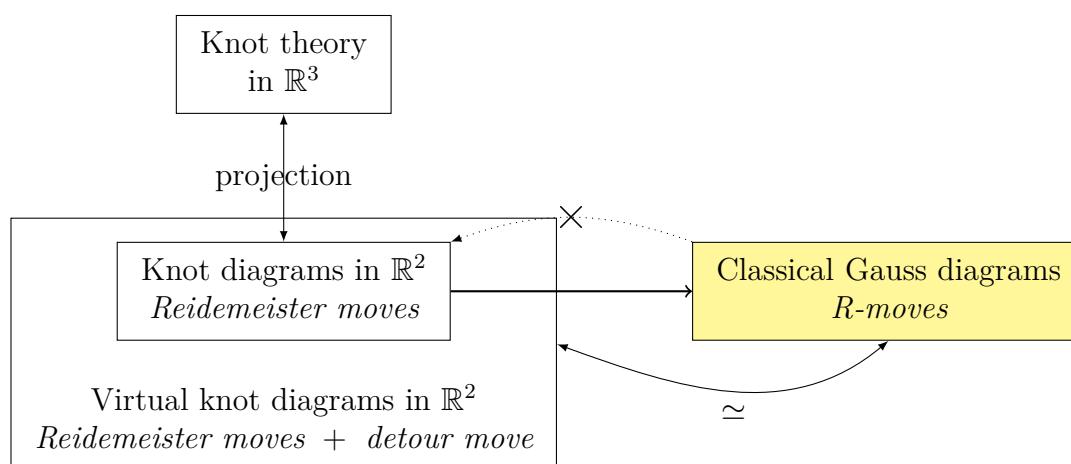 Knot theory
in ℝ³
projection
Knot diagrams in ℝ²
Reidemeister moves
Classical Gauss diagrams
R-moves
≃
Virtual knot diagrams in ℝ²
Reidemeister moves + detour move